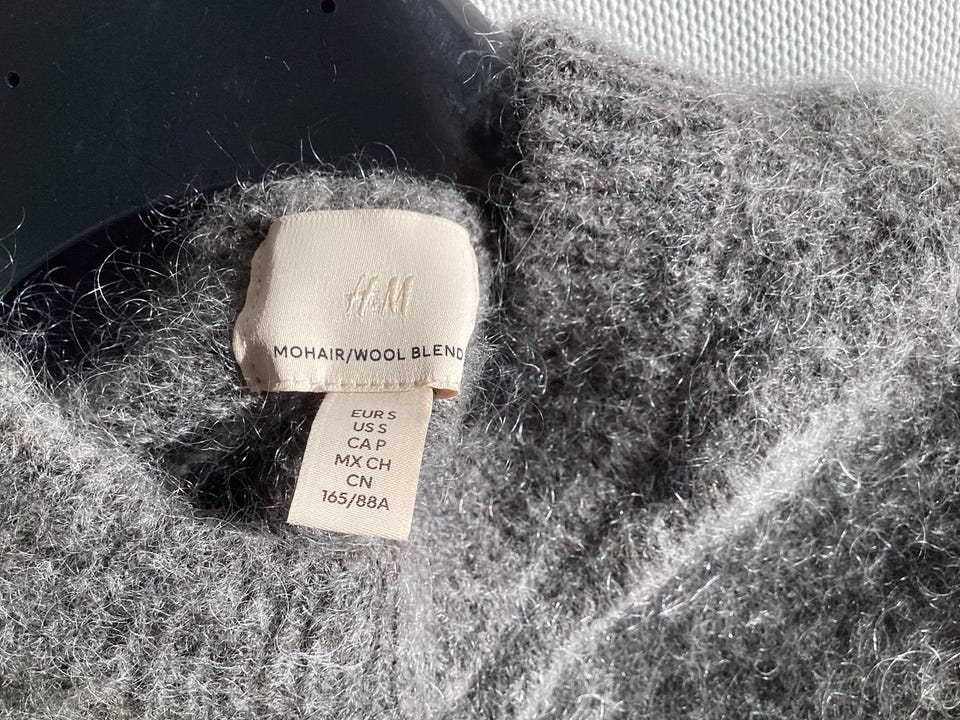 H&M
MOHAIR/WOOL BLEND
EUR S
US S
CA P
MX CH
CN
165/88A